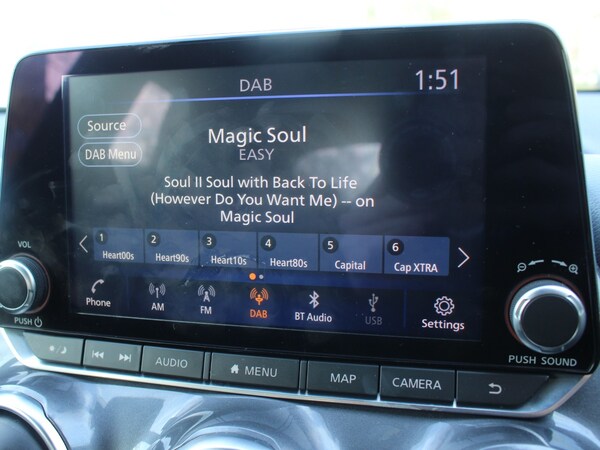 DAB
1:51
Source
DAB Menu
Magic Soul
EASY
Soul II Soul with Back To Life
(However Do You Want Me) -- on
Magic Soul
1 Heart00s
2 Heart90s
3 Heart10s
4 Heart80s
5 Capital
6 Cap XTRA
Phone
AM
FM
DAB
BT Audio
USB
Settings
VOL
PUSH
PUSH SOUND
AUDIO
MENU
MAP
CAMERA